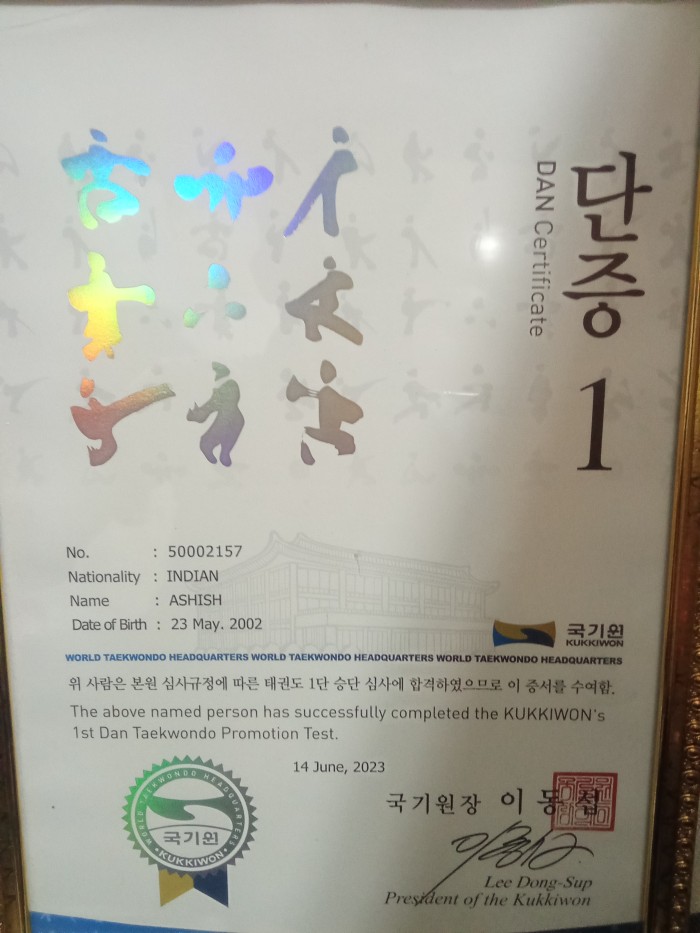 단증
DAN Certificate
1
No. : 50002157
Nationality : INDIAN
Name : ASHISH
Date of Birth : 23 May. 2002
국기원
KUKKIWON
WORLD TAEKWONDO HEADQUARTERS WORLD TAEKWONDO HEADQUARTERS WORLD TAEKWONDO HEADQUARTERS
위 사람은 본원 심사규정에 따른 태권도 1단 승단 심사에 합격하였으므로 이 증서를 수여함.
The above named person has successfully completed the KUKKIWON's
1st Dan Taekwondo Promotion Test.
14 June, 2023
WORLD TAEKWONDO HEADQUARTERS
국기원
KUKKIWON
국기원장 이동섭
Lee Dong-Sup
President of the Kukkiwon